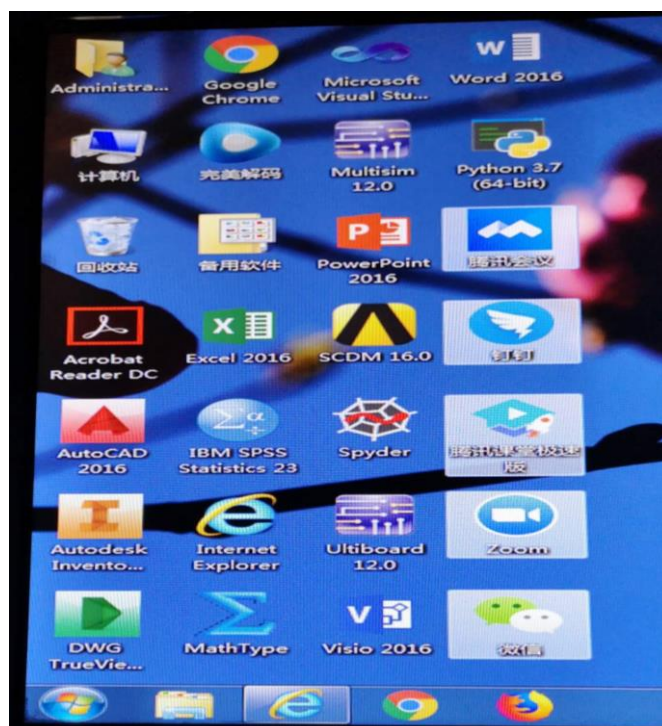 Administra...
Google
Chrome
Microsoft
Visual Stu...
Word 2016
计算机
完美解码
Multisim
12.0
Python 3.7
(64-bit)
回收站
备用软件
PowerPoint
2016
腾讯会议
Acrobat
Reader DC
Excel 2016
SCDM 16.0
钉钉
AutoCAD
2016
IBM SPSS
Statistics 23
Spyder
腾讯课堂极速
版
Autodesk
Invento...
Internet
Explorer
Ultiboard
12.0
Zoom
DWG
TrueVie...
MathType
Visio 2016
微信